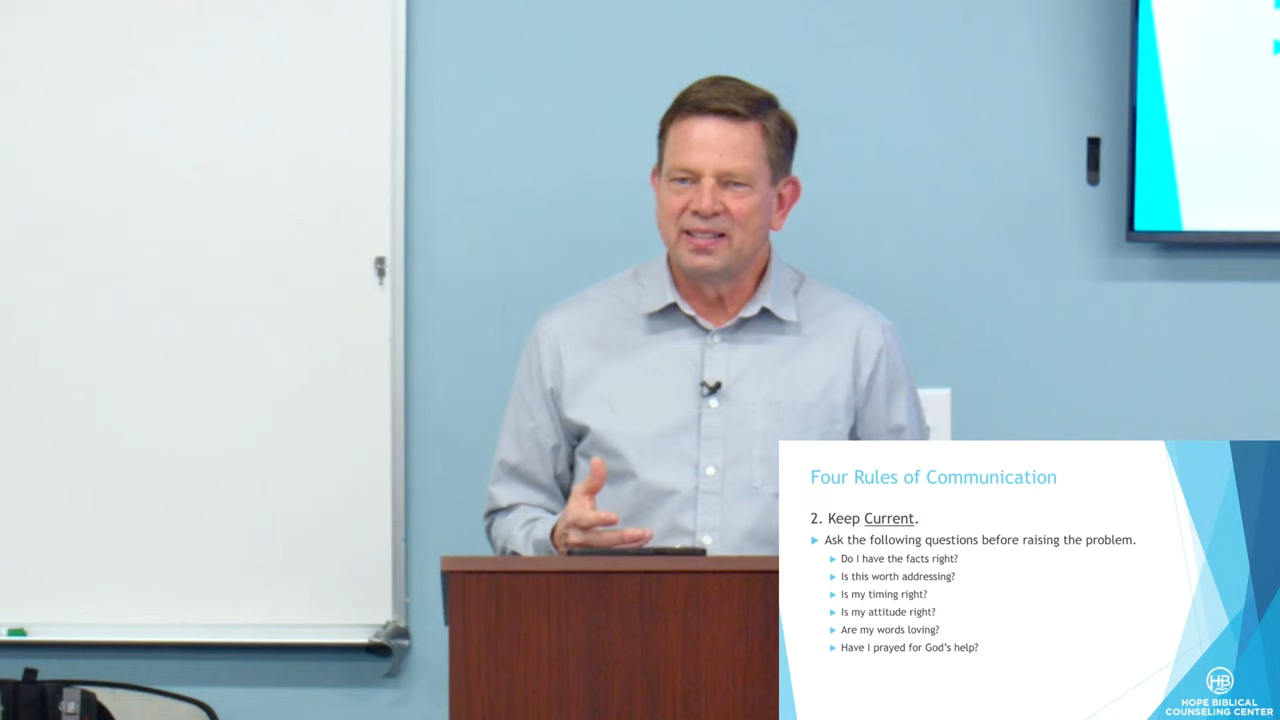 Four Rules of Communication
2. Keep Current.
Ask the following questions before raising the problem.
Do I have the facts right?
Is this worth addressing?
Is my timing right?
Is my attitude right?
Are my words loving?
Have I prayed for God's help?
HB
HOPE BIBLICAL
COUNSELING CENTER